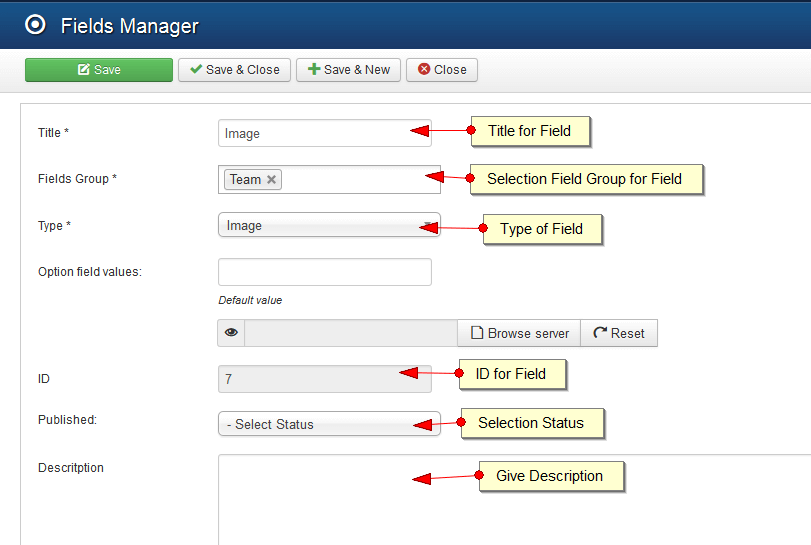 Fields Manager
Save Save & Close Save & New Close
Title * Image Title for Field
Fields Group * Team Selection Field Group for Field
Type * Image Type of Field
Option field values:
Default value
Browse server Reset
ID 7 ID for Field
Published: - Select Status Selection Status
Descritption Give Description